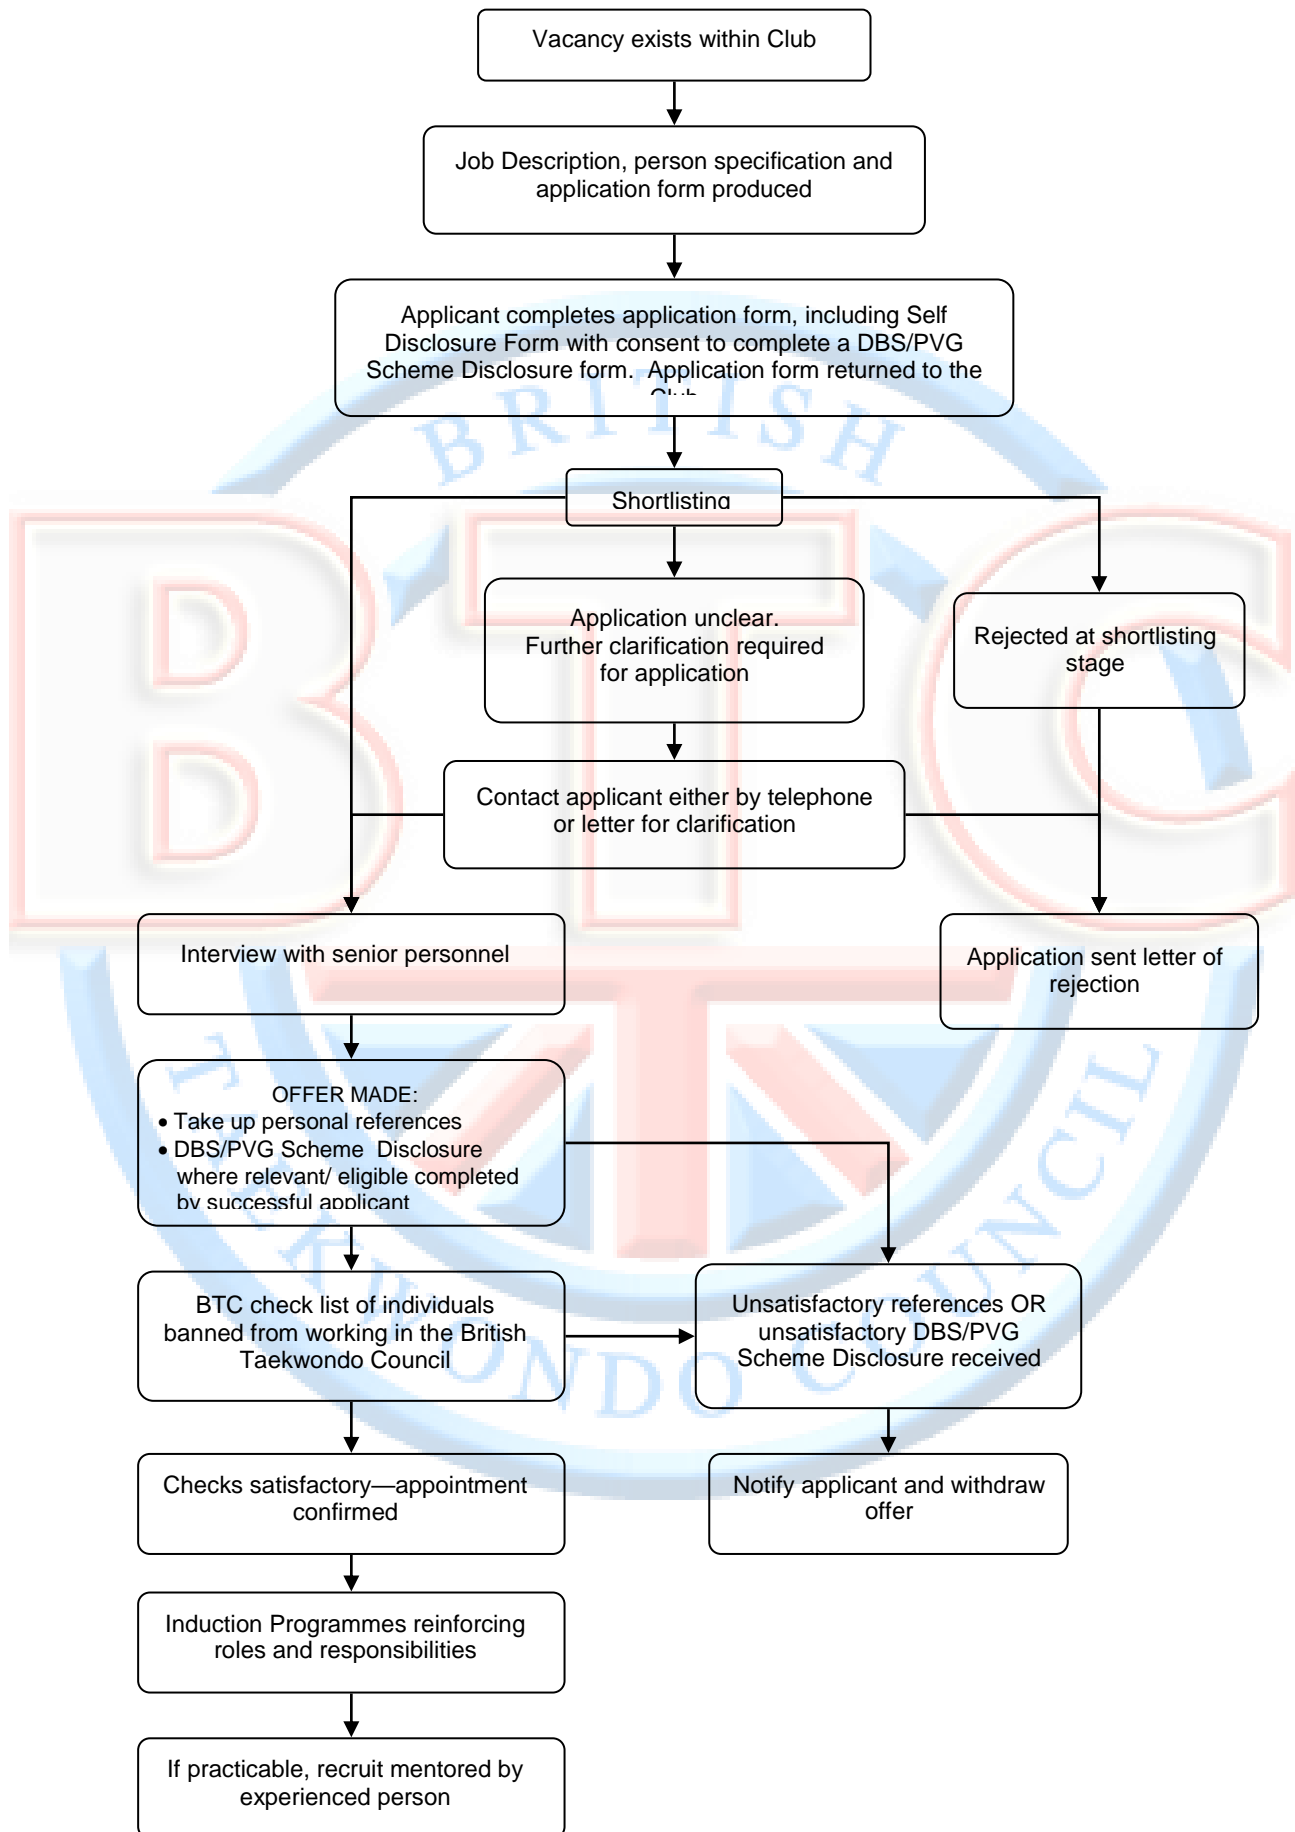 Vacancy exists within Club
Job Description, person specification and
application form produced
Applicant completes application form, including Self
Disclosure Form with consent to complete a DBS/PVG
Scheme Disclosure form.  Application form returned to the
Club
Shortlisting
Application unclear.
Further clarification required
for application
Rejected at shortlisting
stage
Contact applicant either by telephone
or letter for clarification
Interview with senior personnel
Application sent letter of
rejection
OFFER MADE:
• Take up personal references
• DBS/PVG Scheme  Disclosure
where relevant/ eligible completed
by successful applicant
BTC check list of individuals
banned from working in the British
Taekwondo Council
Unsatisfactory references OR
unsatisfactory DBS/PVG
Scheme Disclosure received
Checks satisfactory—appointment
confirmed
Notify applicant and withdraw
offer
Induction Programmes reinforcing
roles and responsibilities
If practicable, recruit mentored by
experienced person
BRITISH
BTC
TAEKWONDO COUNCIL